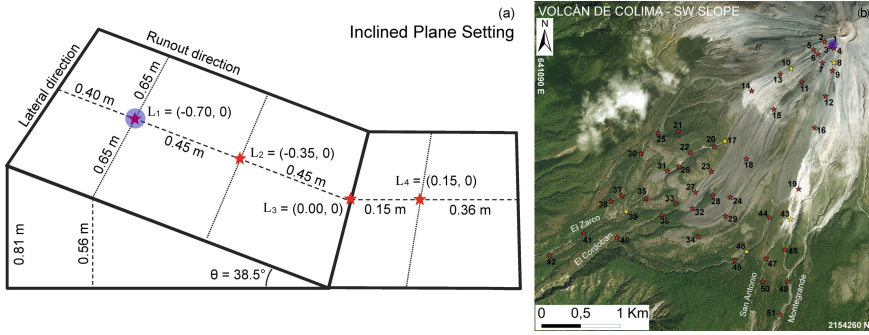 (a)
Inclined Plane Setting
Lateral direction
Runout direction
0.40 m
0.65 m
0.65 m
L1 = (-0.70, 0)
0.45 m
L2 = (-0.35, 0)
0.45 m
L3 = (0.00, 0)
L4 = (0.15, 0)
0.15 m
0.36 m
0.81 m
0.56 m
θ = 38.5°
VOLCÀN DE COLIMA - SW SLOPE
(b)
N
641090 E
1
2
3
4
5
6
7
8
9
10
11
12
13
14
15
16
17
18
19
20
21
22
23
24
25
26
27
28
29
30
31
32
33
34
35
36
37
38
39
40
41
42
43
44
45
46
47
48
49
50
51
El Zarco
El Cordoban
San Antonio
Montegrande
0 0,5 1 Km
2154260 N